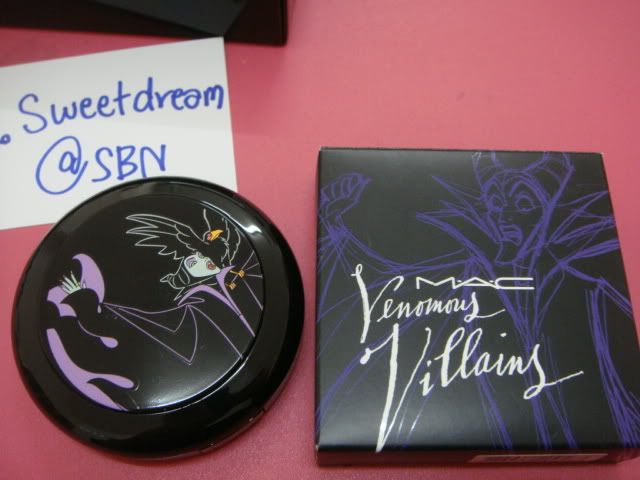 Sweetdream
@SBN
MAC
Venomous
Villains